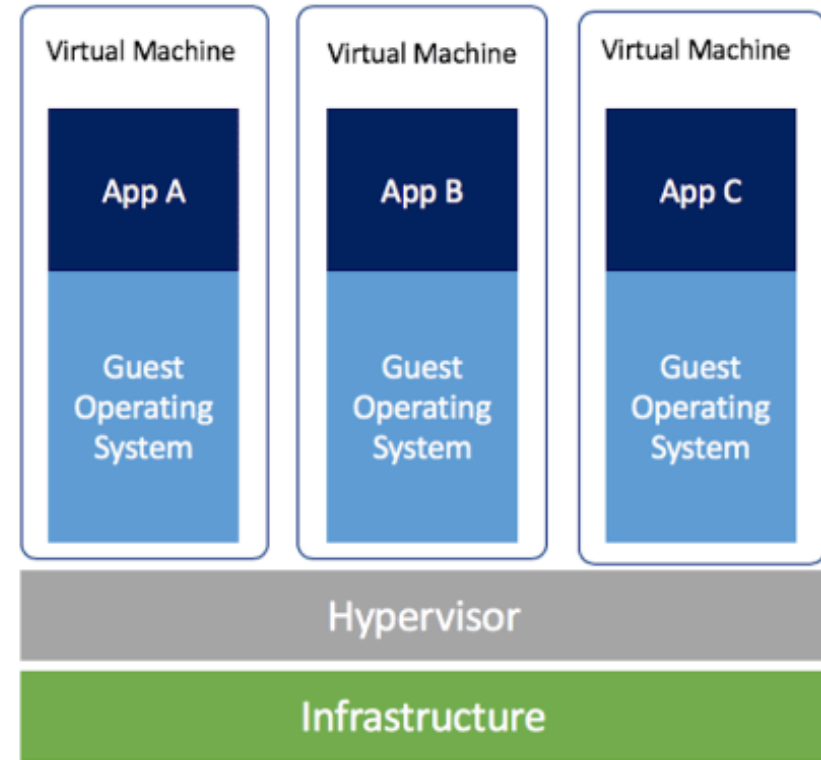 Virtual Machine
Virtual Machine
Virtual Machine
App A
App B
App C
Guest
Operating
System
Guest
Operating
System
Guest
Operating
System
Hypervisor
Infrastructure